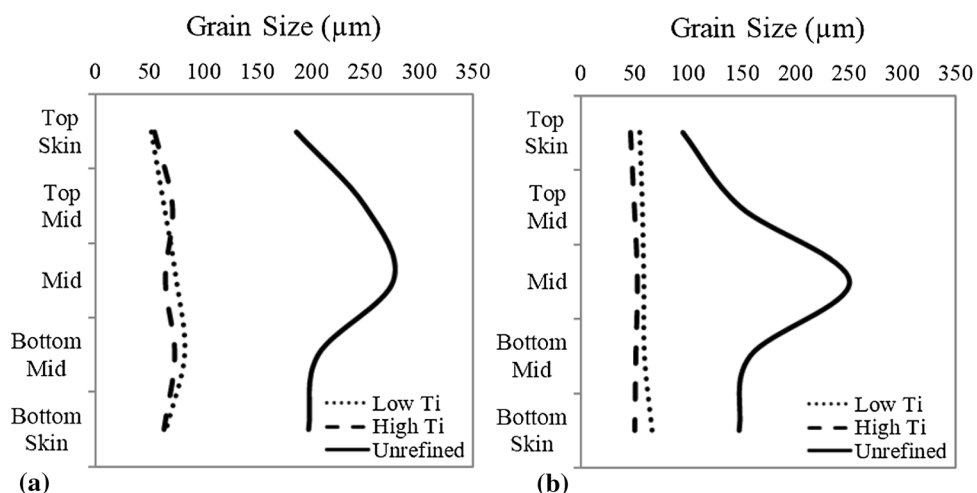 Grain Size (µm)
0 50 100 150 200 250 300 350
Top
Skin
Top
Mid
Mid
Bottom
Mid
Bottom
Skin
Low Ti
High Ti
Unrefined
(a)
Grain Size (µm)
0 50 100 150 200 250 300 350
Top
Skin
Top
Mid
Mid
Bottom
Mid
Bottom
Skin
Low Ti
High Ti
Unrefined
(b)